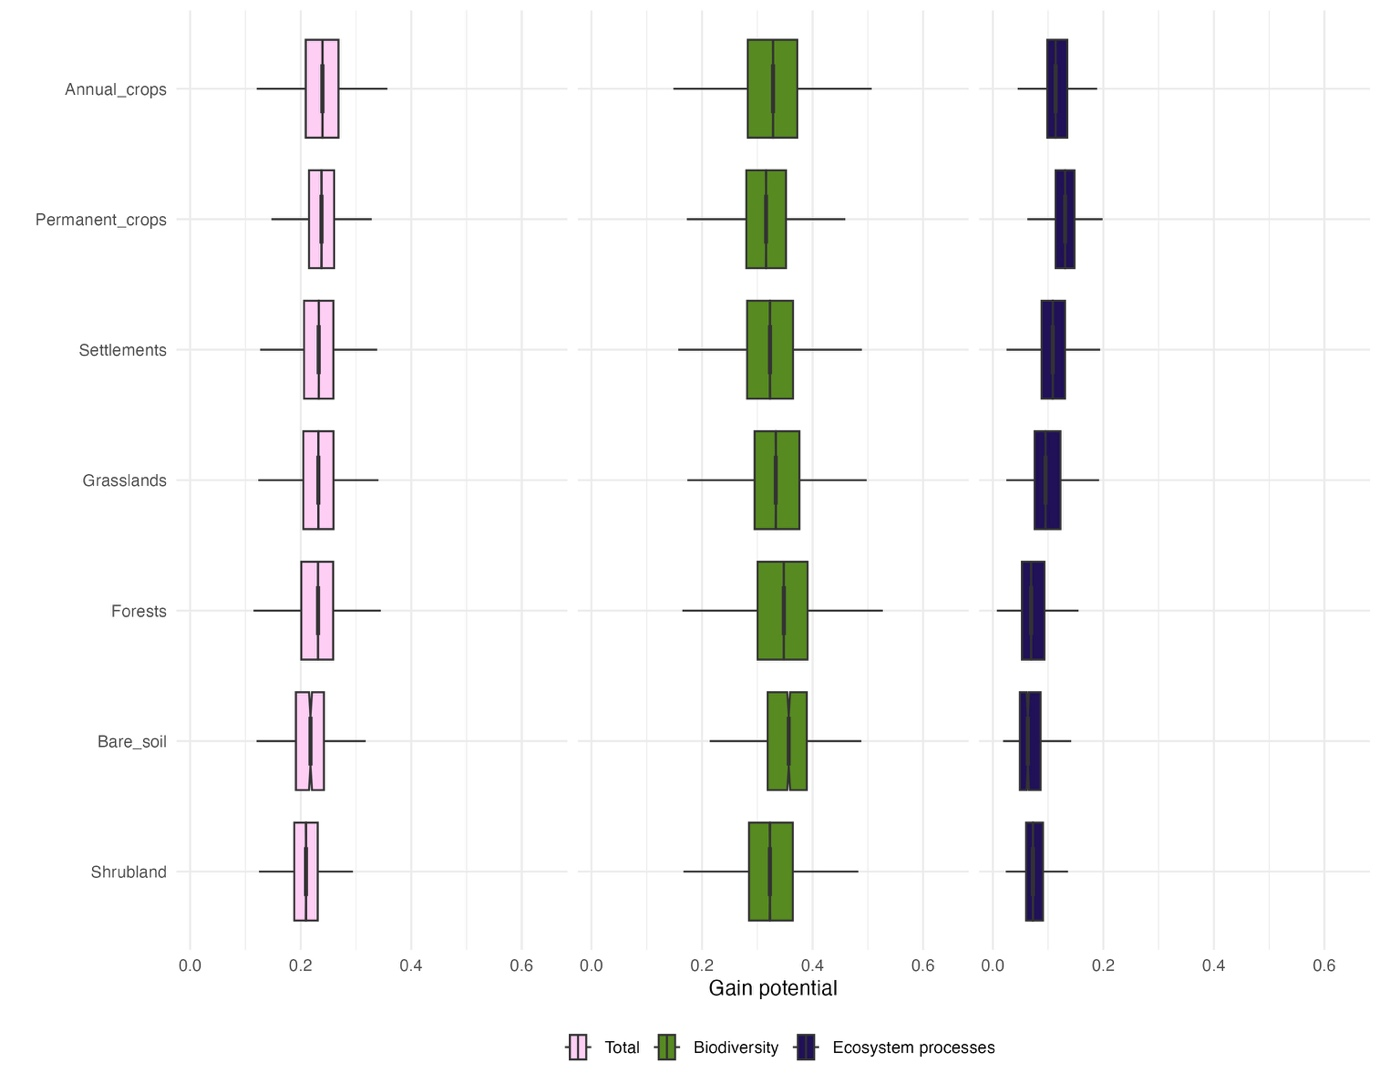 Annual_crops
Permanent_crops
Settlements
Grasslands
Forests
Bare_soil
Shrubland
0.0 0.2 0.4 0.6 0.0 0.2 0.4 0.6 0.0 0.2 0.4 0.6
Gain potential
Total Biodiversity Ecosystem processes